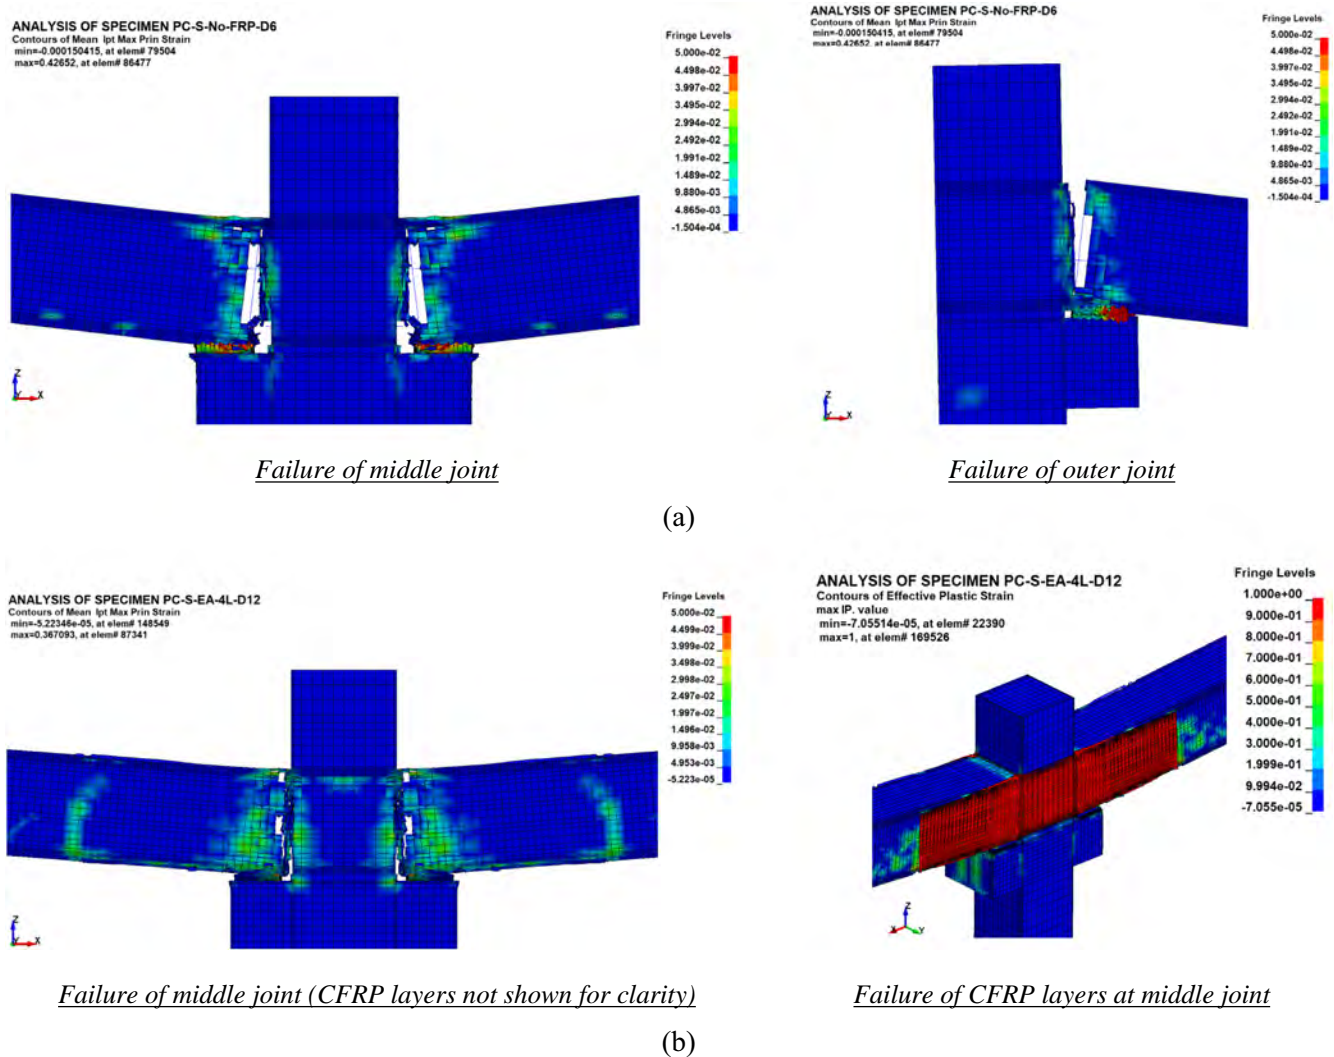 ANALYSIS OF SPECIMEN PC-S-No-FRP-D6
Contours of Mean Ipt Max Prin Strain
min=-0.000150415, at elem# 79504
max=0.42652, at elem# 86477
Fringe Levels
5.000e-02
4.498e-02
3.997e-02
3.495e-02
2.994e-02
2.492e-02
1.991e-02
1.489e-02
9.880e-03
4.865e-03
-1.504e-04
Z
Y X
Failure of middle joint
ANALYSIS OF SPECIMEN PC-S-No-FRP-D6
Contours of Mean Ipt Max Prin Strain
min=-0.000150415, at elem# 79504
max=0.42652, at elem# 86477
Fringe Levels
5.000e-02
4.498e-02
3.997e-02
3.495e-02
2.994e-02
2.492e-02
1.991e-02
1.489e-02
9.880e-03
4.865e-03
-1.504e-04
Z
Y X
Failure of outer joint
(a)
ANALYSIS OF SPECIMEN PC-S-EA-4L-D12
Contours of Mean Ipt Max Prin Strain
min=-5.22346e-05, at elem# 148549
max=0.367093, at elem# 87341
Fringe Levels
5.000e-02
4.499e-02
3.999e-02
3.498e-02
2.998e-02
2.497e-02
1.997e-02
1.496e-02
9.958e-03
4.953e-03
-5.223e-05
Z
Y X
Failure of middle joint (CFRP layers not shown for clarity)
ANALYSIS OF SPECIMEN PC-S-EA-4L-D12
Contours of Effective Plastic Strain
max IP. value
min=-7.05514e-05, at elem# 22390
max=1, at elem# 169526
Fringe Levels
1.000e+00
9.000e-01
8.000e-01
7.000e-01
6.000e-01
5.000e-01
4.000e-01
3.000e-01
1.999e-01
9.994e-02
-7.055e-05
Z
X Y
Failure of CFRP layers at middle joint
(b)